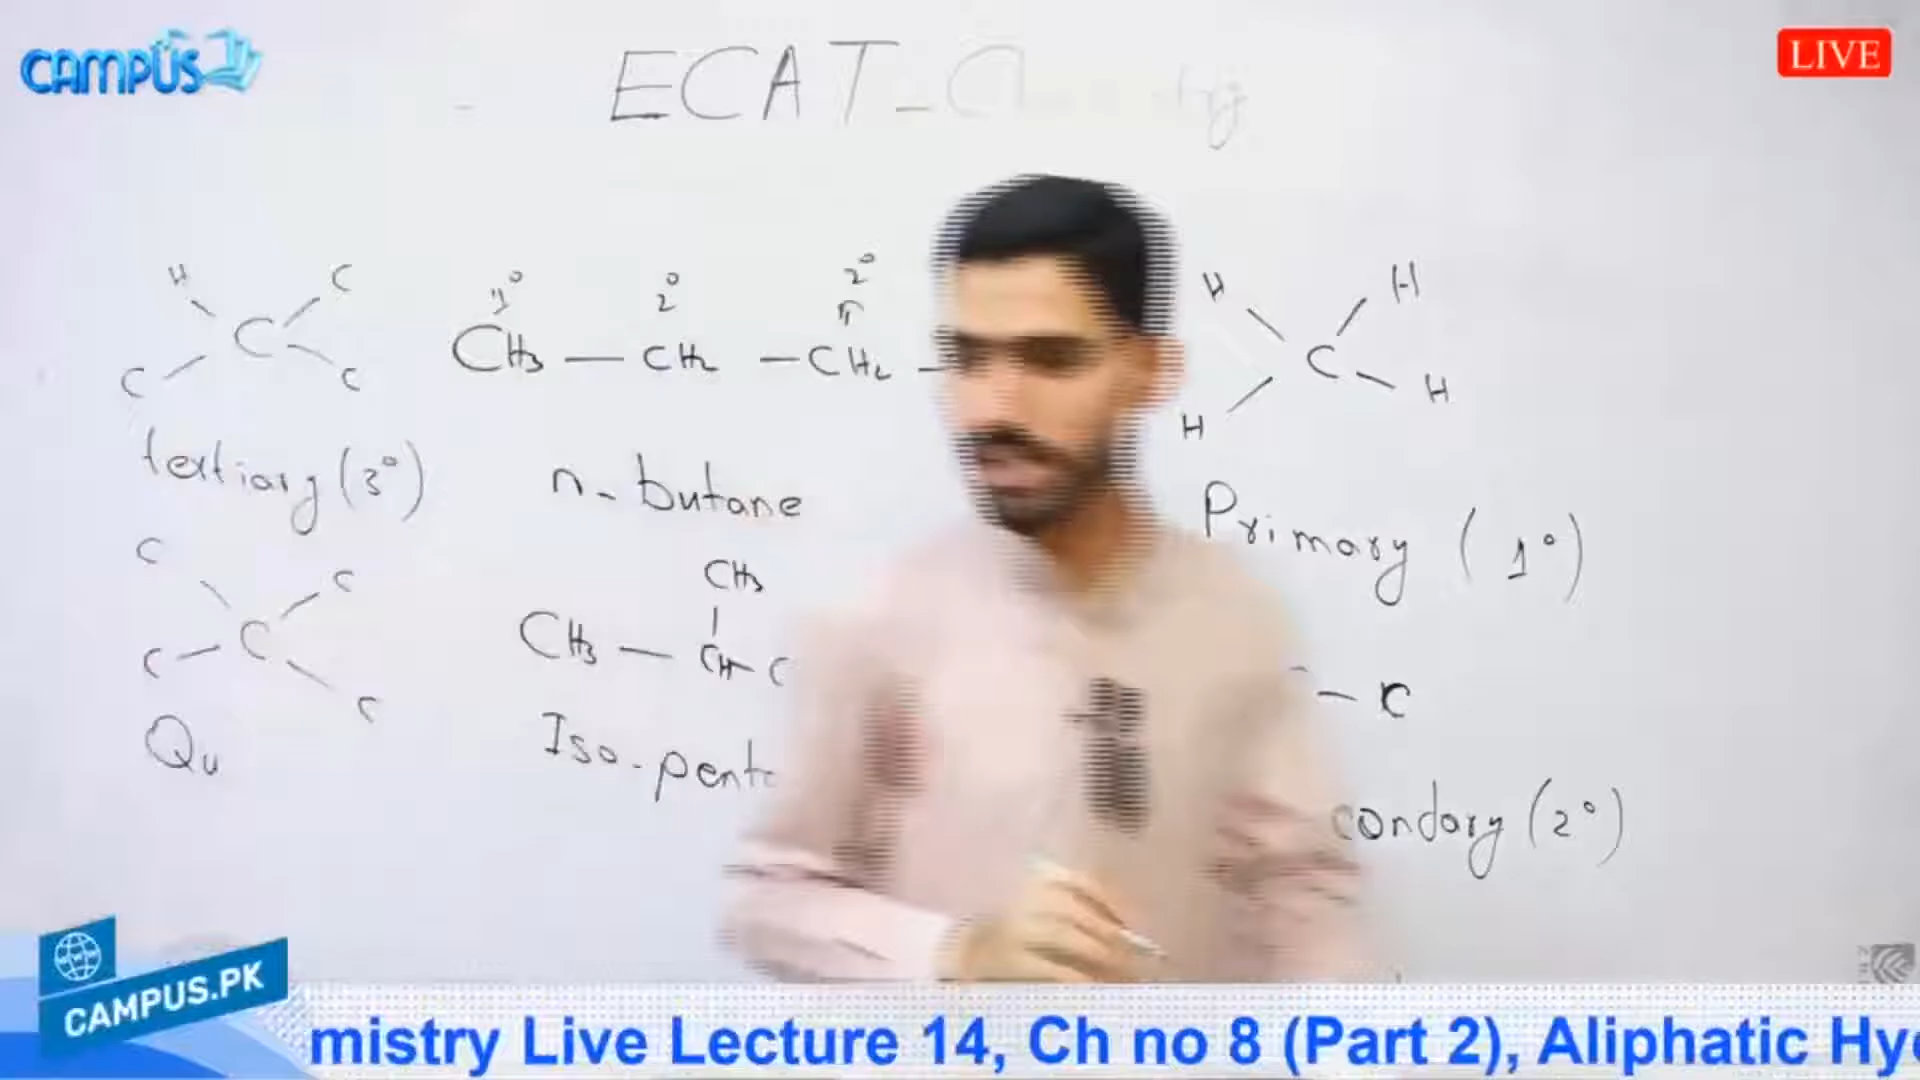 CAMPUS
LIVE
ECAT -
H
C
C
C
C
tertiary (3°)
1° 2° 2°
CH3 — CH2 — CH2 —
n-butane
H
H
C
H
H
Primary (1°)
C
C
C
C
C
Qu
CH3
CH3 — CH - C
Iso-pent
— C
condary (2°)
www
CAMPUS.PK
mistry Live Lecture 14, Ch no 8 (Part 2), Aliphatic Hy